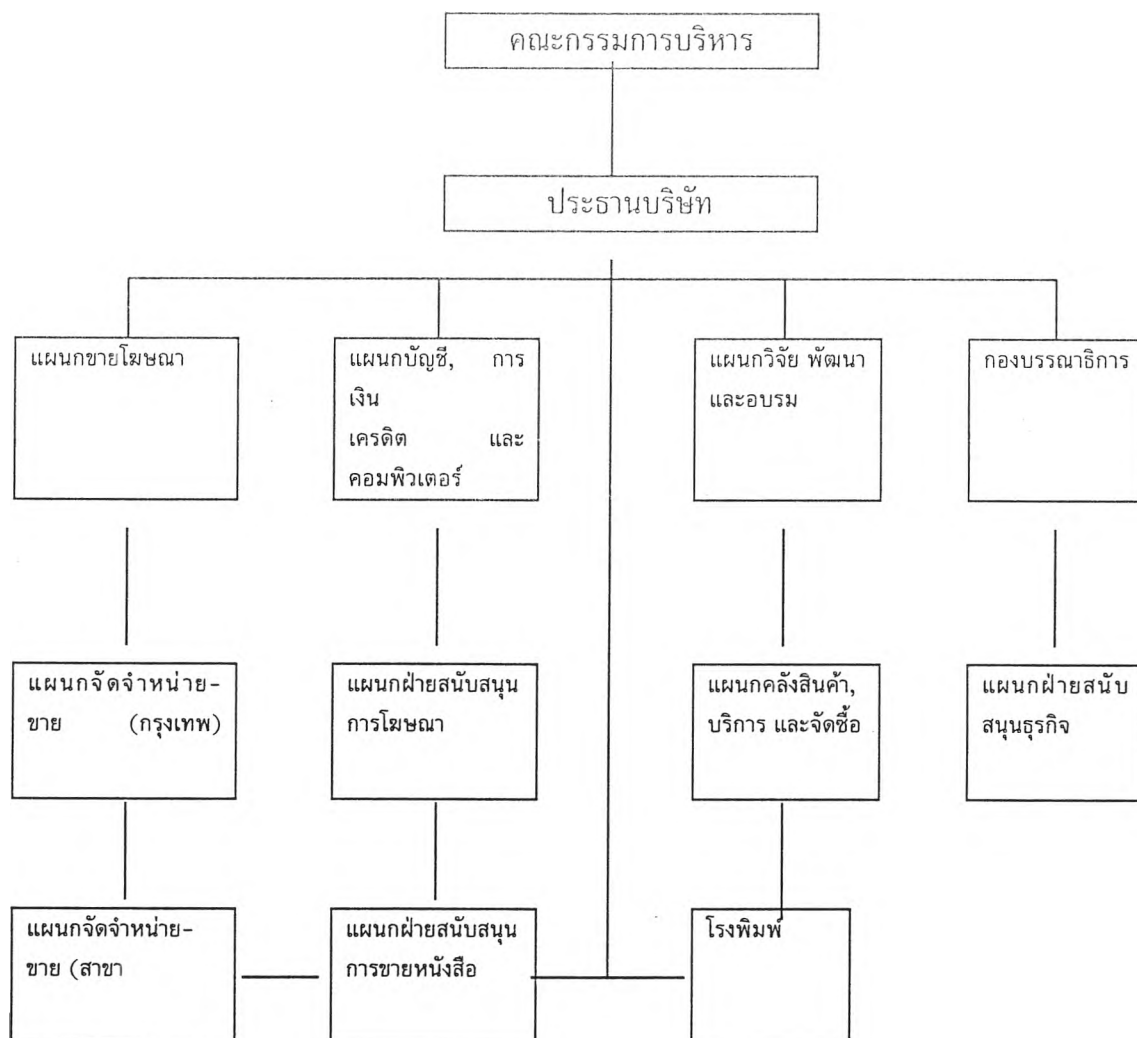 คณะกรรมการบริหาร
ประธานบริษัท
แผนกขายโฆษณา
แผนกบัญชี, การ
เงิน
เครดิต และ
คอมพิวเตอร์
แผนกวิจัย พัฒนา
และอบรม
กองบรรณาธิการ
แผนกจัดจำหน่าย-
ขาย (กรุงเทพ)
แผนกฝ่ายสนับสนุน
การโฆษณา
แผนกคลังสินค้า,
บริการ และจัดซื้อ
แผนกฝ่ายสนับ
สนุนธุรกิจ
แผนกจัดจำหน่าย-
ขาย (สาขา
แผนกฝ่ายสนับสนุน
การขายหนังสือ
โรงพิมพ์